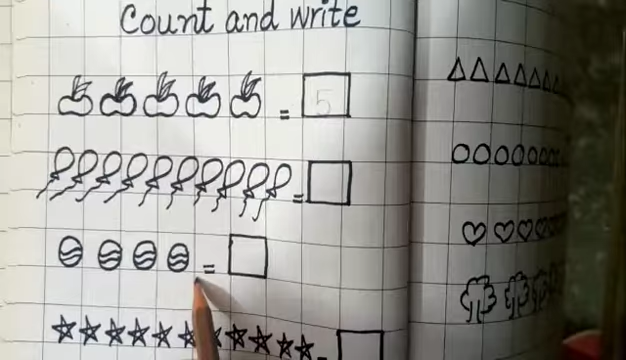 Count and write
= 5
=
=
=